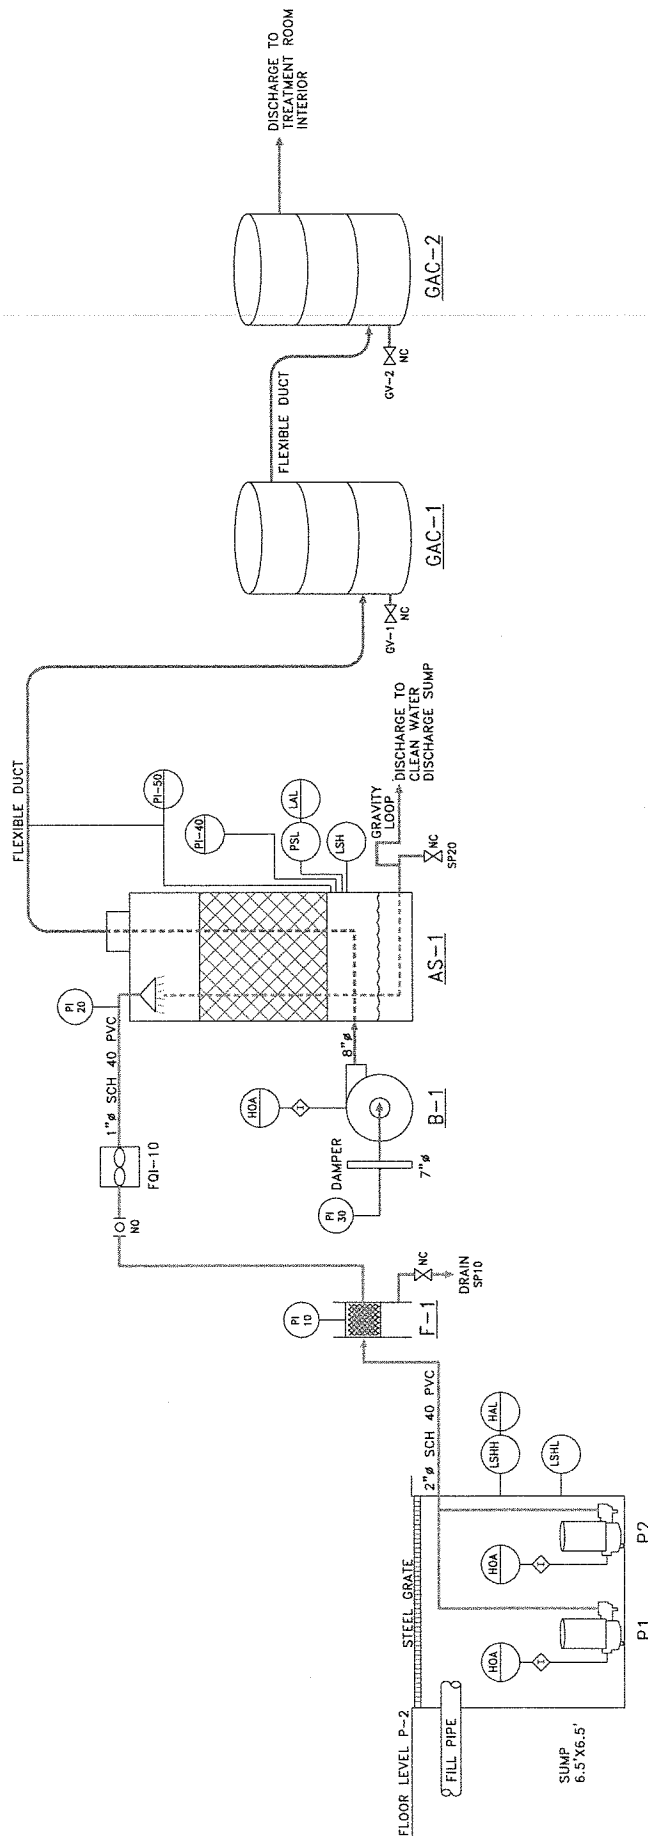 FLOOR LEVEL P-2
STEEL GRATE
FILL PIPE
SUMP
6.5'X6.5'
HOA
I
P1
HOA
I
P2
LSHH
HAL
LSHL
2"ø SCH 40 PVC
PI
10
F-1
NC
DRAIN
SP10
NO
FQI-10
1"ø SCH 40 PVC
PI
20
PI
30
DAMPER
7"ø
HOA
I
B-1
8"ø
AS-1
FLEXIBLE DUCT
PI-50
PI-40
PSL
LAL
LSH
GRAVITY
LOOP
NC
SP20
DISCHARGE TO
CLEAN WATER
DISCHARGE SUMP
GV-1
NC
GAC-1
FLEXIBLE DUCT
GV-2
NC
GAC-2
DISCHARGE TO
TREATMENT ROOM
INTERIOR